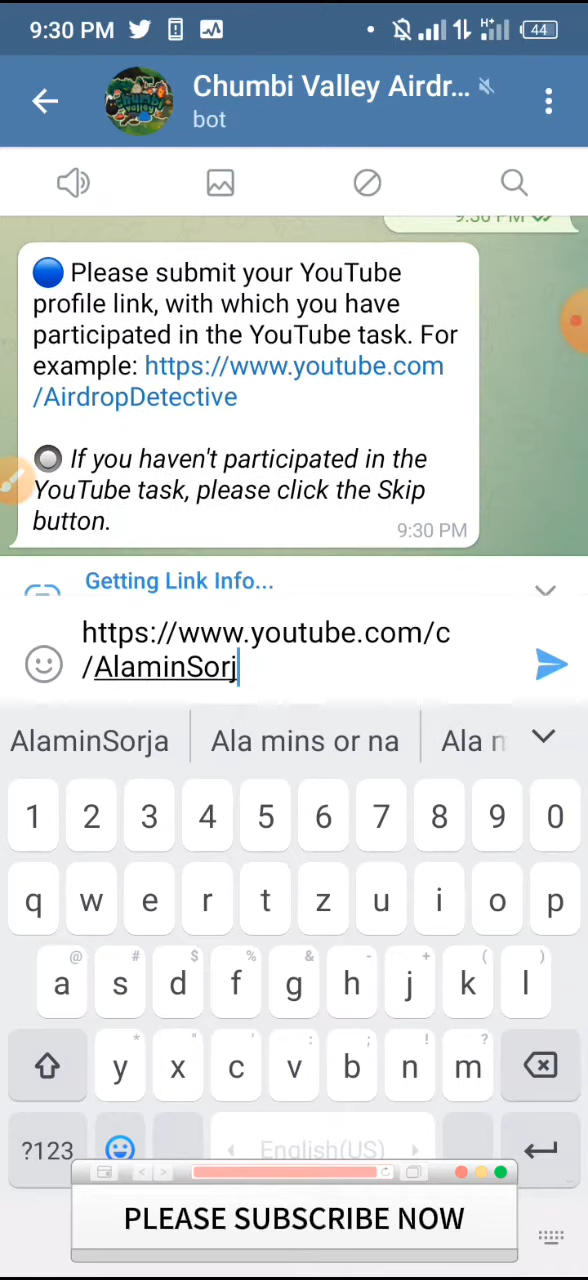 9:30 PM
H+
44
Chumbi Valley Airdr...
bot
Chumbi
Valley
9:30 PM
🔵 Please submit your YouTube
profile link, with which you have
participated in the YouTube task. For
example: https://www.youtube.com
/AirdropDetective
🔘 If you haven't participated in the
YouTube task, please click the Skip
button.
9:30 PM
Getting Link Info...
https://www.youtube.com/c
/AlaminSorj
AlaminSorja Ala mins or na Ala
1 2 3 4 5 6 7 8 9 0
q w e r t z u i o p
@ # $ % & - + ( )
a s d f g h j k l
* " ' : ; ! ?
y x c v b n m
?123 English(US)
PLEASE SUBSCRIBE NOW